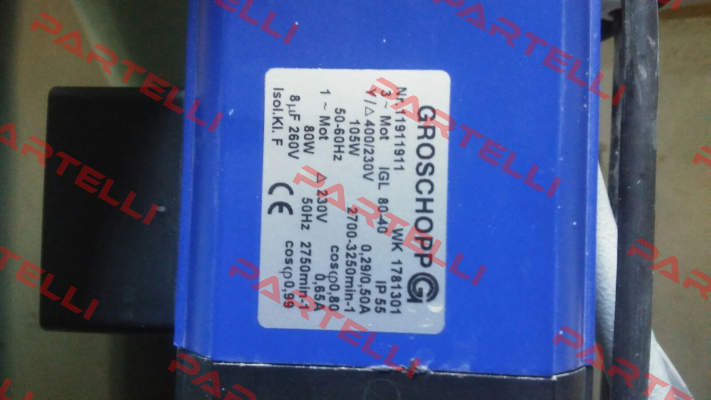 GROSCHOPP G
Nr. 11911911 WK 1781301
3 ~ Mot IGL 80-40 IP 55
Y/△ 400/230V 0,29/0,50A
105W 2700-3250min-1
50-60Hz cosφ0,80
1 ~ Mot △ 230V 0,65A
80W 50Hz 2750min-1
8µF 260V cosφ0,99
Isol.Kl. F
CE
PARTELLI
PARTELLI
PARTELLI
PARTELLI
PARTELLI
PARTELLI
PARTELLI
PARTELLI